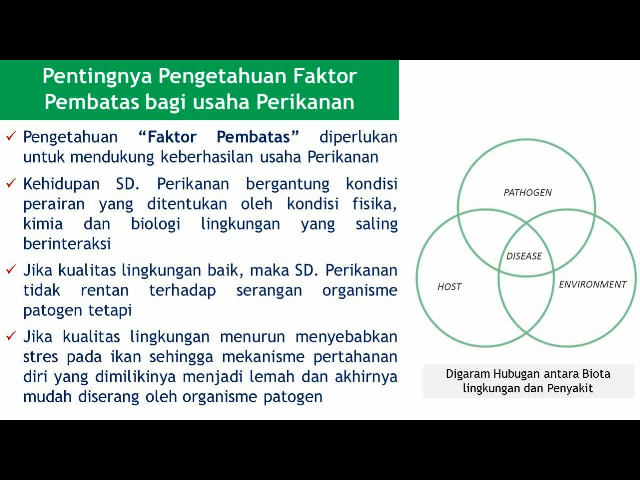 Pentingnya Pengetahuan Faktor
Pembatas bagi usaha Perikanan
✓ Pengetahuan “Faktor Pembatas” diperlukan
untuk mendukung keberhasilan usaha Perikanan
✓ Kehidupan SD. Perikanan bergantung kondisi
perairan yang ditentukan oleh kondisi fisika,
kimia dan biologi lingkungan yang saling
berinteraksi
✓ Jika kualitas lingkungan baik, maka SD. Perikanan
tidak rentan terhadap serangan organisme
patogen tetapi
✓ Jika kualitas lingkungan menurun menyebabkan
stres pada ikan sehingga mekanisme pertahanan
diri yang dimilikinya menjadi lemah dan akhirnya
mudah diserang oleh organisme patogen
PATHOGEN
DISEASE
HOST
ENVIRONMENT
Digaram Hubugan antara Biota
lingkungan dan Penyakit